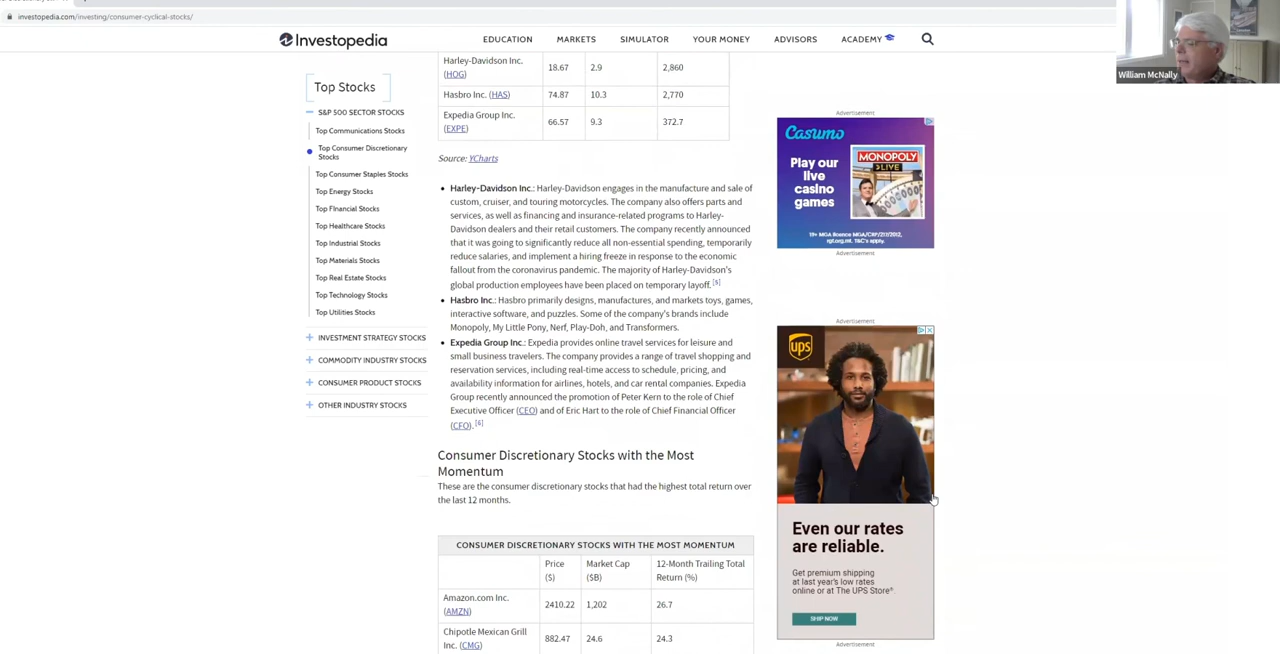 investopedia.com/investing/consumer-cyclical-stocks/
Investopedia
EDUCATION MARKETS SIMULATOR YOUR MONEY ADVISORS ACADEMY
William McNally
Top Stocks
S&P 500 SECTOR STOCKS
Top Communications Stocks
Top Consumer Discretionary
Stocks
Top Consumer Staples Stocks
Top Energy Stocks
Top Financial Stocks
Top Healthcare Stocks
Top Industrial Stocks
Top Materials Stocks
Top Real Estate Stocks
Top Technology Stocks
Top Utilities Stocks
INVESTMENT STRATEGY STOCKS
COMMODITY INDUSTRY STOCKS
CONSUMER PRODUCT STOCKS
OTHER INDUSTRY STOCKS
Harley-Davidson Inc.
(HOG) 18.67 2.9 2,860
Hasbro Inc. (HAS) 74.87 10.3 2,770
Expedia Group Inc.
(EXPE) 66.57 9.3 372.7
Source: YCharts
Harley-Davidson Inc.: Harley-Davidson engages in the manufacture and sale of
custom, cruiser, and touring motorcycles. The company also offers parts and
services, as well as financing and insurance-related programs to Harley-
Davidson dealers and their retail customers. The company recently announced
that it was going to significantly reduce all non-essential spending, temporarily
reduce salaries, and implement a hiring freeze in response to the economic
fallout from the coronavirus pandemic. The majority of Harley-Davidson's
global production employees have been placed on temporary layoff. [5]
Hasbro Inc.: Hasbro primarily designs, manufactures, and markets toys, games,
interactive software, and puzzles. Some of the company's brands include
Monopoly, My Little Pony, Nerf, Play-Doh, and Transformers.
Expedia Group Inc.: Expedia provides online travel services for leisure and
small business travelers. The company provides a range of travel shopping and
reservation services, including real-time access to schedule, pricing, and
availability information for airlines, hotels, and car rental companies. Expedia
Group recently announced the promotion of Peter Kern to the role of Chief
Executive Officer (CEO) and of Eric Hart to the role of Chief Financial Officer
(CFO). [6]
Consumer Discretionary Stocks with the Most
Momentum
These are the consumer discretionary stocks that had the highest total return over
the last 12 months.
CONSUMER DISCRETIONARY STOCKS WITH THE MOST MOMENTUM
Price
($)
Market Cap
($B)
12-Month Trailing Total
Return (%)
Amazon.com Inc.
(AMZN) 2410.22 1,202 26.7
Chipotle Mexican Grill
Inc. (CMG) 882.47 24.6 24.3
Advertisement
Casumo
Play our
live
casino
games
MONOPOLY
LIVE
Advertisement
Advertisement
ups
Even our rates
are reliable.
Get premium shipping
at last year's low rates
online or at The UPS Store®.
SHIP NOW
Advertisement